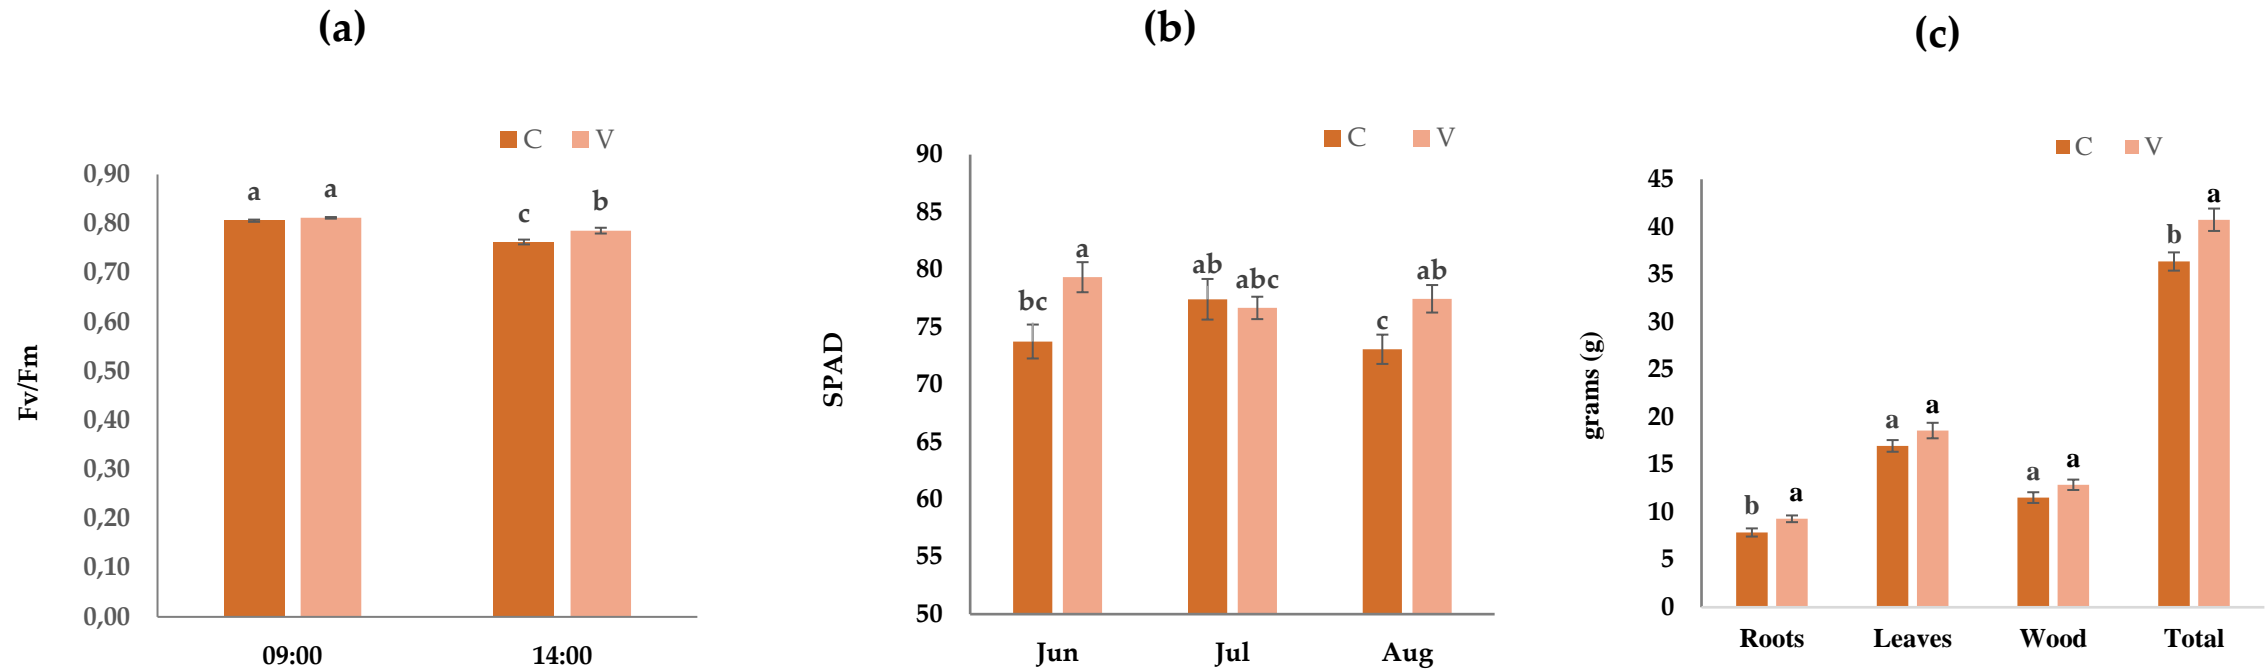 (a)
C V
0,90
0,80
0,70
0,60
0,50
0,40
0,30
0,20
0,10
0,00
Fv/Fm
a a c b
09:00 14:00
(b)
C V
90
85
80
75
70
65
60
55
50
SPAD
bc a ab abc c ab
Jun Jul Aug
(c)
C V
45
40
35
30
25
20
15
10
5
0
grams (g)
b a a a a a b a
Roots Leaves Wood Total